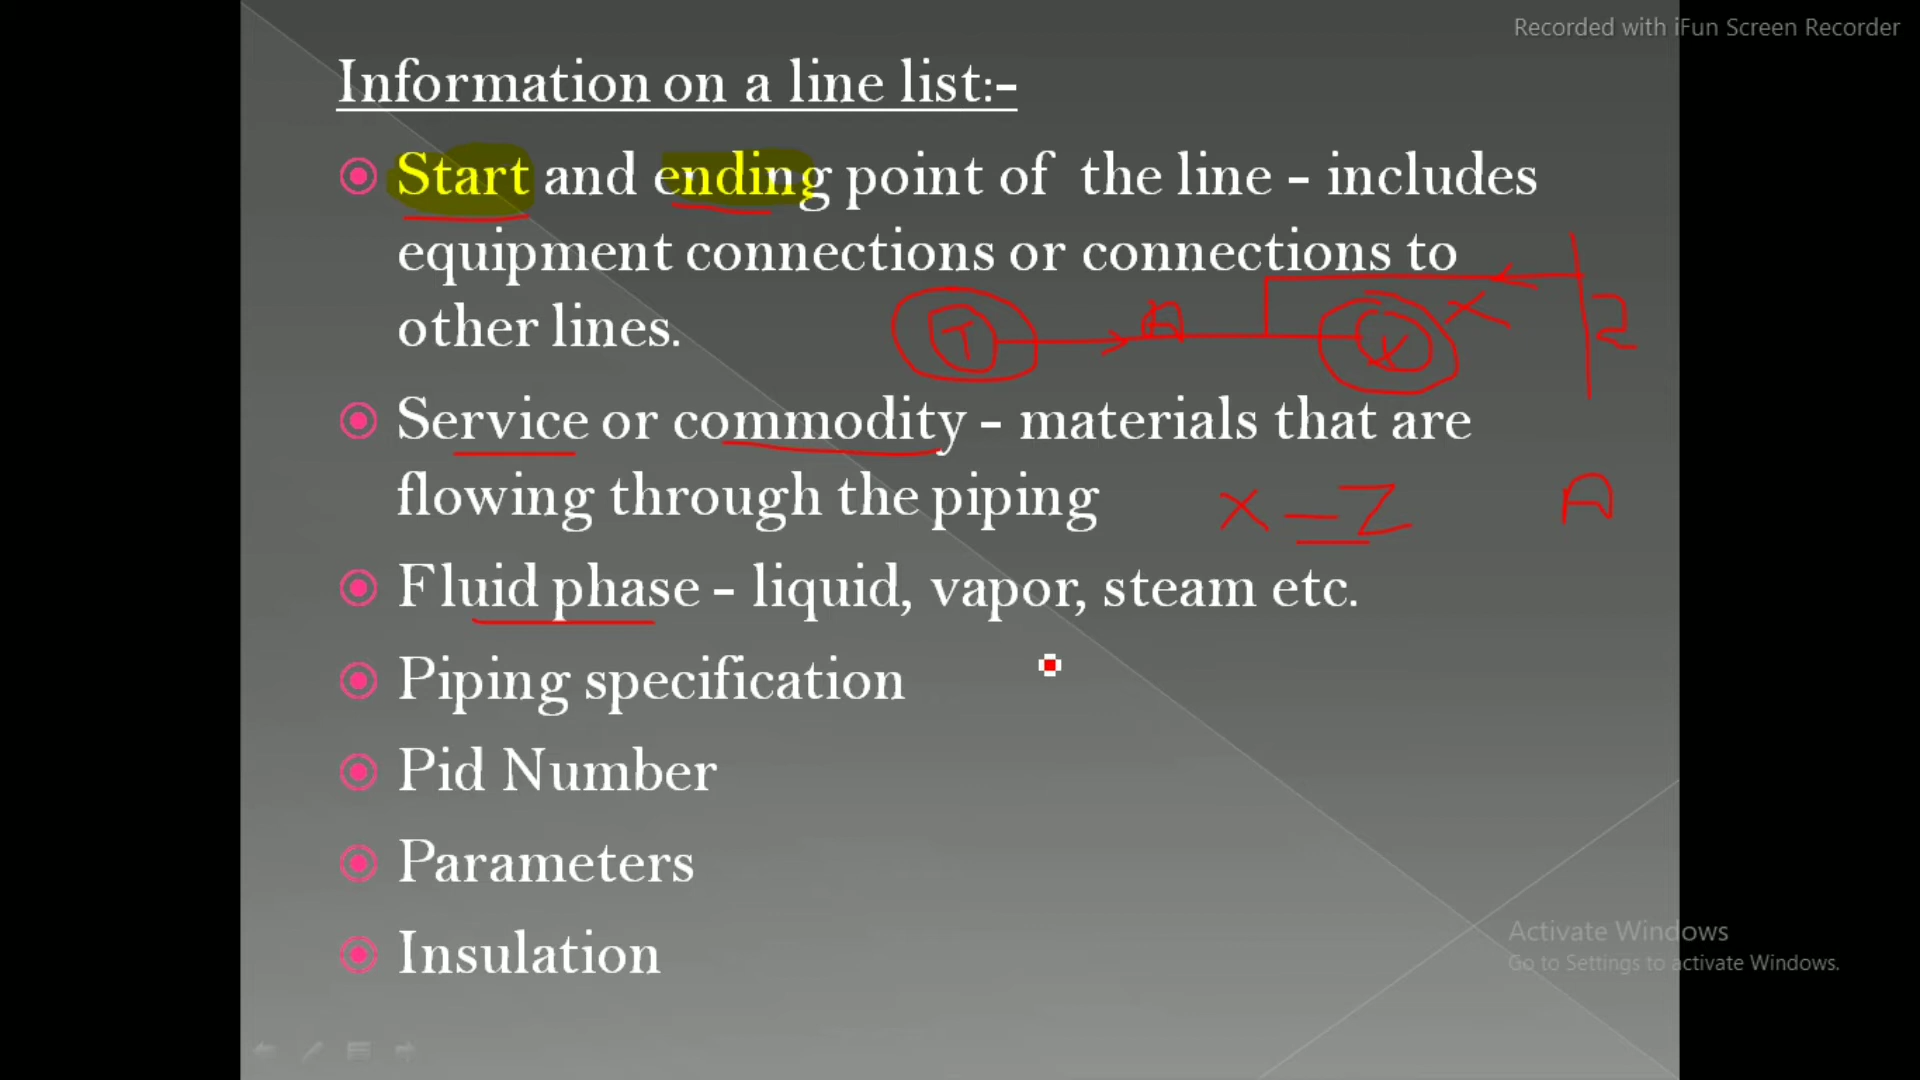 Recorded with iFun Screen Recorder
Information on a line list:-
Start and ending point of the line - includes
equipment connections or connections to
other lines.
T A X X 2
Service or commodity - materials that are
flowing through the piping
X - Z A
Fluid phase - liquid, vapor, steam etc.
Piping specification
Pid Number
Parameters
Insulation
Activate Windows
Go to Settings to activate Windows.